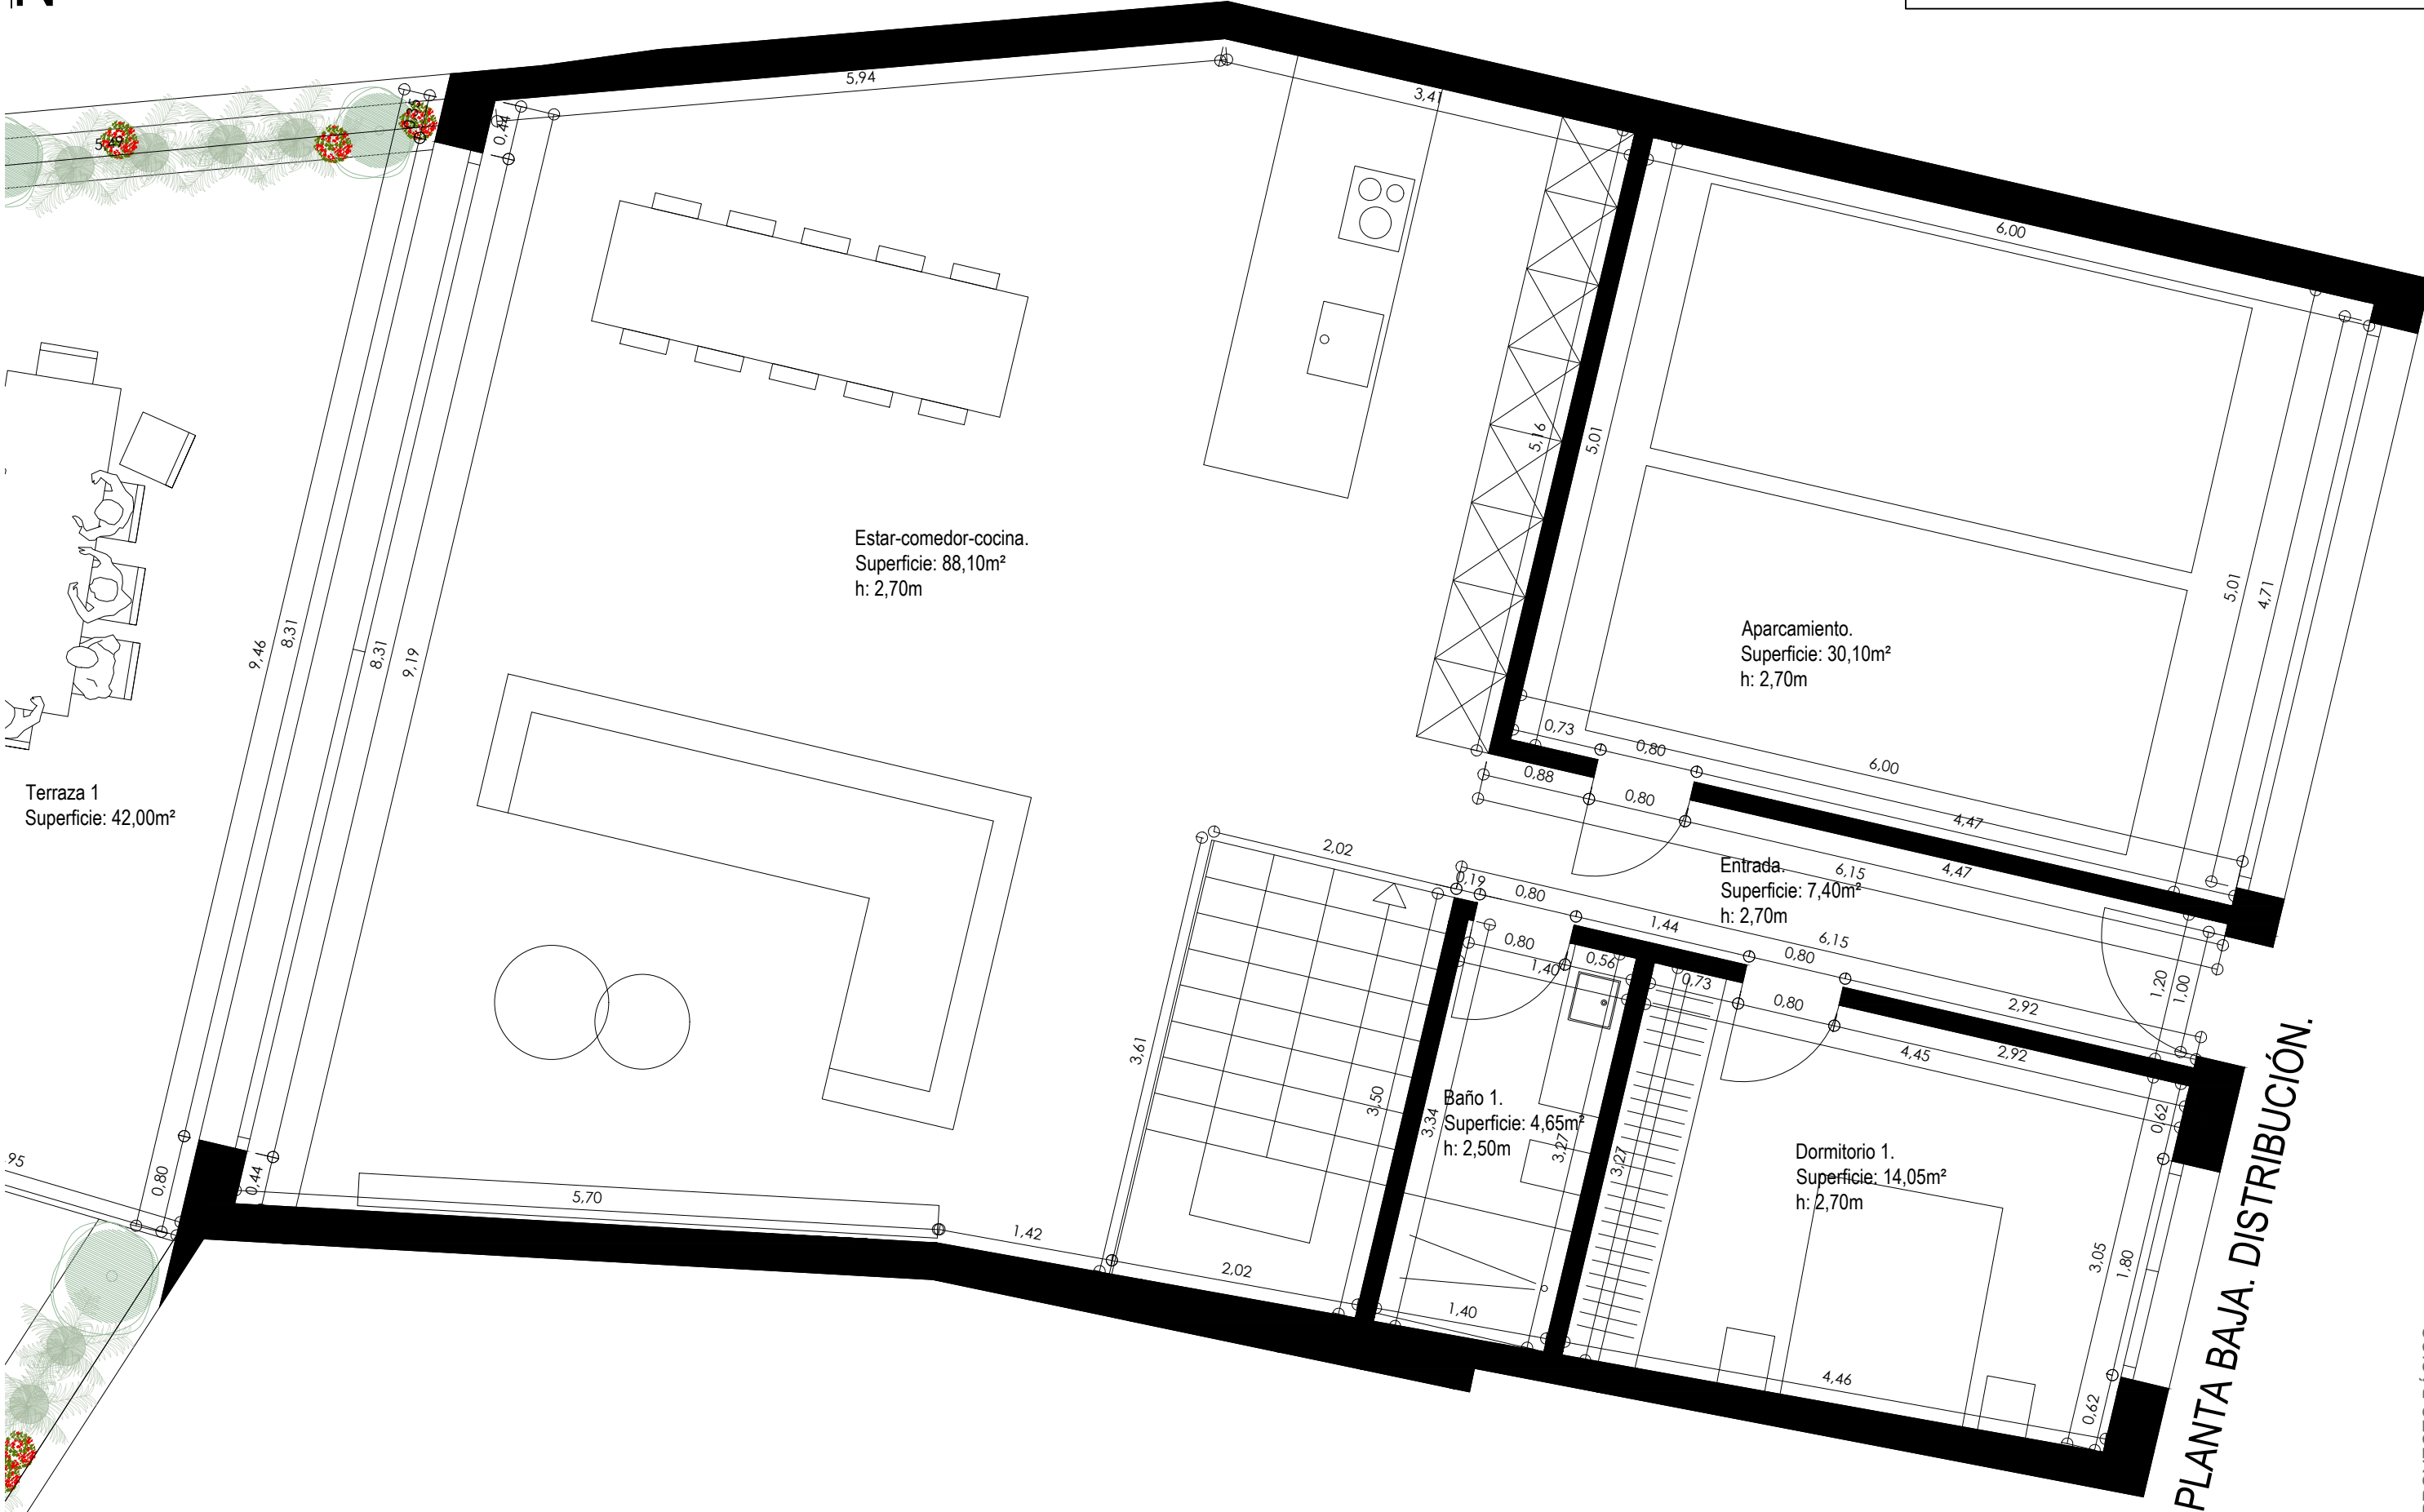 N
5,94
3,41
0,44
5,49
6,00
5,16
5,01
5,01
4,71
Estar-comedor-cocina.
Superficie: 88,10m²
h: 2,70m
9,46
8,31
8,31
9,19
Aparcamiento.
Superficie: 30,10m²
h: 2,70m
0,73
0,80
6,00
0,88
0,80
4,47
Terraza 1
Superficie: 42,00m²
2,02
0,19
0,80
1,44
0,80
6,15
4,47
Entrada.
Superficie: 7,40m²
h: 2,70m
6,15
0,80
1,40
0,56
0,73
0,80
2,92
1,20
1,00
4,45
2,92
3,61
3,50
3,34
Baño 1.
Superficie: 4,65m²
h: 2,50m
3,27
3,27
0,62
Dormitorio 1.
Superficie: 14,05m²
h: 2,70m
95
0,80
0,44
5,70
1,42
2,02
1,40
3,05
1,80
4,46
0,62
PLANTA BAJA. DISTRIBUCIÓN.